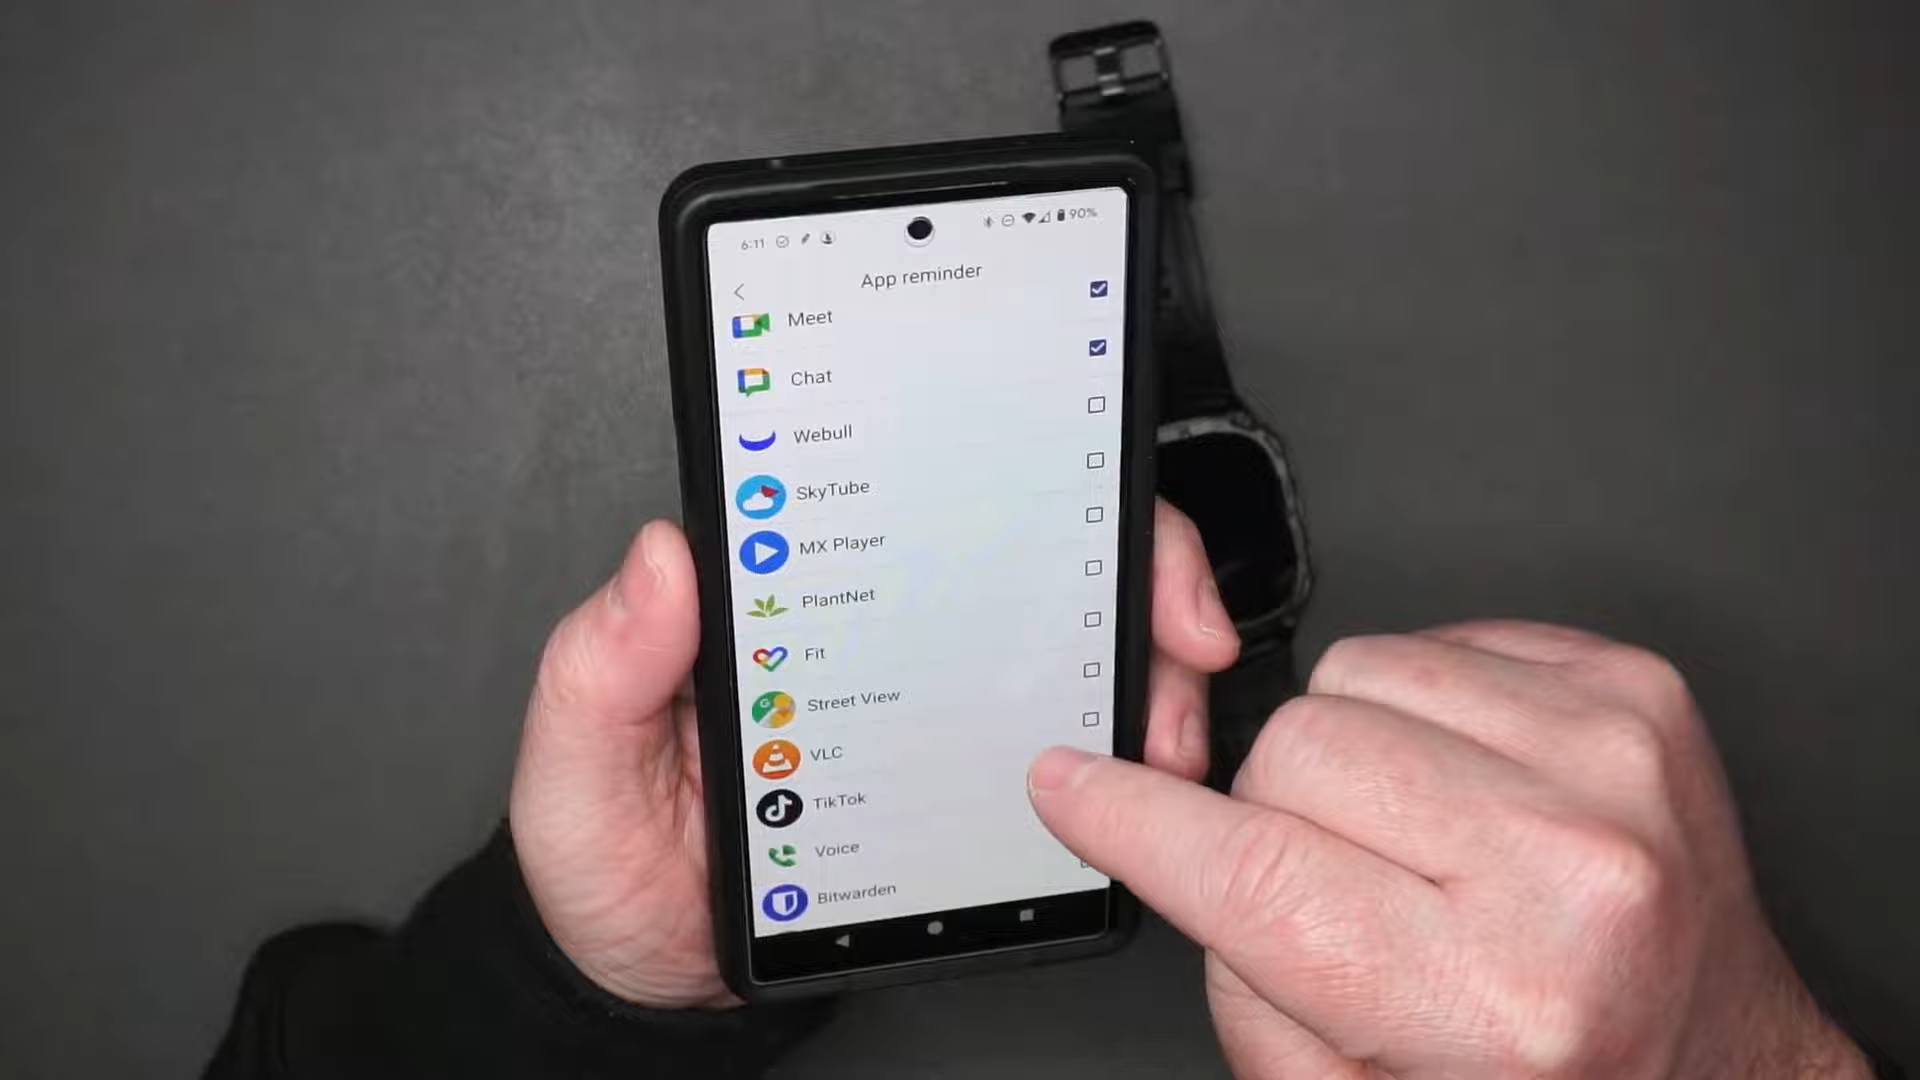 6:11
90%
App reminder
Meet
Chat
Webull
SkyTube
MX Player
PlantNet
Fit
Street View
VLC
TikTok
Voice
Bitwarden